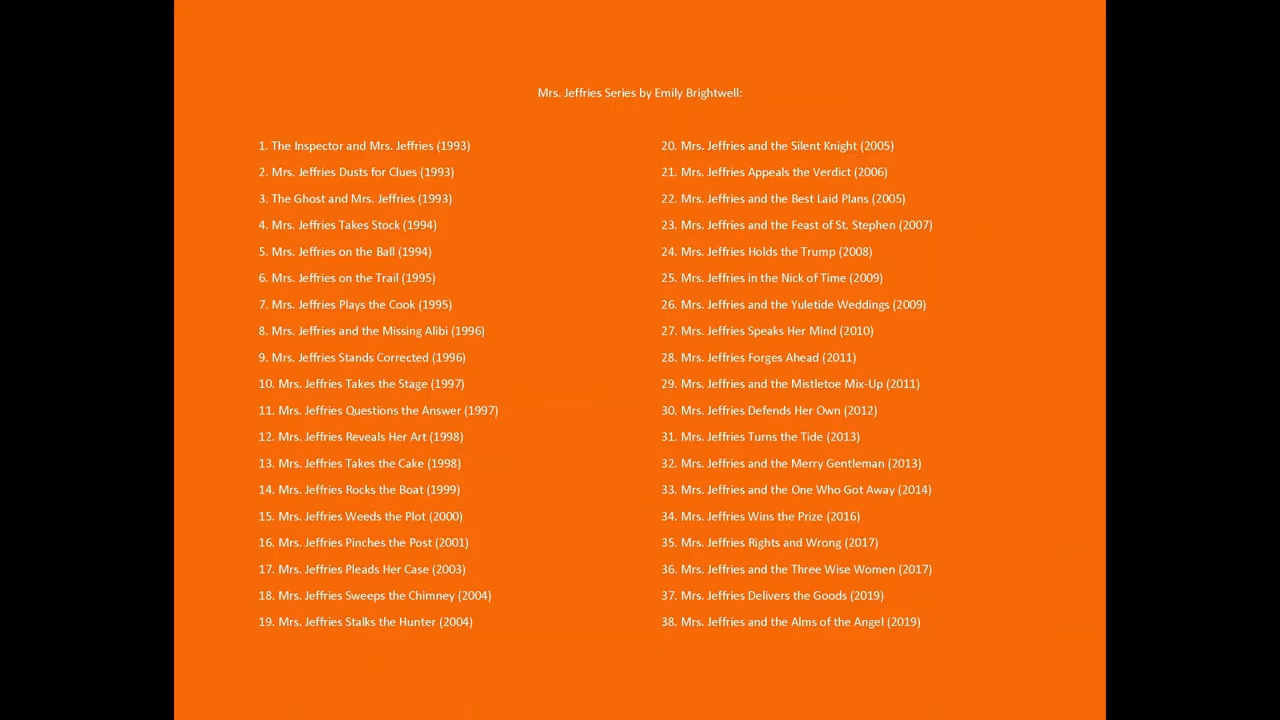 Mrs. Jeffries Series by Emily Brightwell:
1. The Inspector and Mrs. Jeffries (1993)
2. Mrs. Jeffries Dusts for Clues (1993)
3. The Ghost and Mrs. Jeffries (1993)
4. Mrs. Jeffries Takes Stock (1994)
5. Mrs. Jeffries on the Ball (1994)
6. Mrs. Jeffries on the Trail (1995)
7. Mrs. Jeffries Plays the Cook (1995)
8. Mrs. Jeffries and the Missing Alibi (1996)
9. Mrs. Jeffries Stands Corrected (1996)
10. Mrs. Jeffries Takes the Stage (1997)
11. Mrs. Jeffries Questions the Answer (1997)
12. Mrs. Jeffries Reveals Her Art (1998)
13. Mrs. Jeffries Takes the Cake (1998)
14. Mrs. Jeffries Rocks the Boat (1999)
15. Mrs. Jeffries Weeds the Plot (2000)
16. Mrs. Jeffries Pinches the Post (2001)
17. Mrs. Jeffries Pleads Her Case (2003)
18. Mrs. Jeffries Sweeps the Chimney (2004)
19. Mrs. Jeffries Stalks the Hunter (2004)
20. Mrs. Jeffries and the Silent Knight (2005)
21. Mrs. Jeffries Appeals the Verdict (2006)
22. Mrs. Jeffries and the Best Laid Plans (2005)
23. Mrs. Jeffries and the Feast of St. Stephen (2007)
24. Mrs. Jeffries Holds the Trump (2008)
25. Mrs. Jeffries in the Nick of Time (2009)
26. Mrs. Jeffries and the Yuletide Weddings (2009)
27. Mrs. Jeffries Speaks Her Mind (2010)
28. Mrs. Jeffries Forges Ahead (2011)
29. Mrs. Jeffries and the Mistletoe Mix-Up (2011)
30. Mrs. Jeffries Defends Her Own (2012)
31. Mrs. Jeffries Turns the Tide (2013)
32. Mrs. Jeffries and the Merry Gentleman (2013)
33. Mrs. Jeffries and the One Who Got Away (2014)
34. Mrs. Jeffries Wins the Prize (2016)
35. Mrs. Jeffries Rights and Wrong (2017)
36. Mrs. Jeffries and the Three Wise Women (2017)
37. Mrs. Jeffries Delivers the Goods (2019)
38. Mrs. Jeffries and the Alms of the Angel (2019)